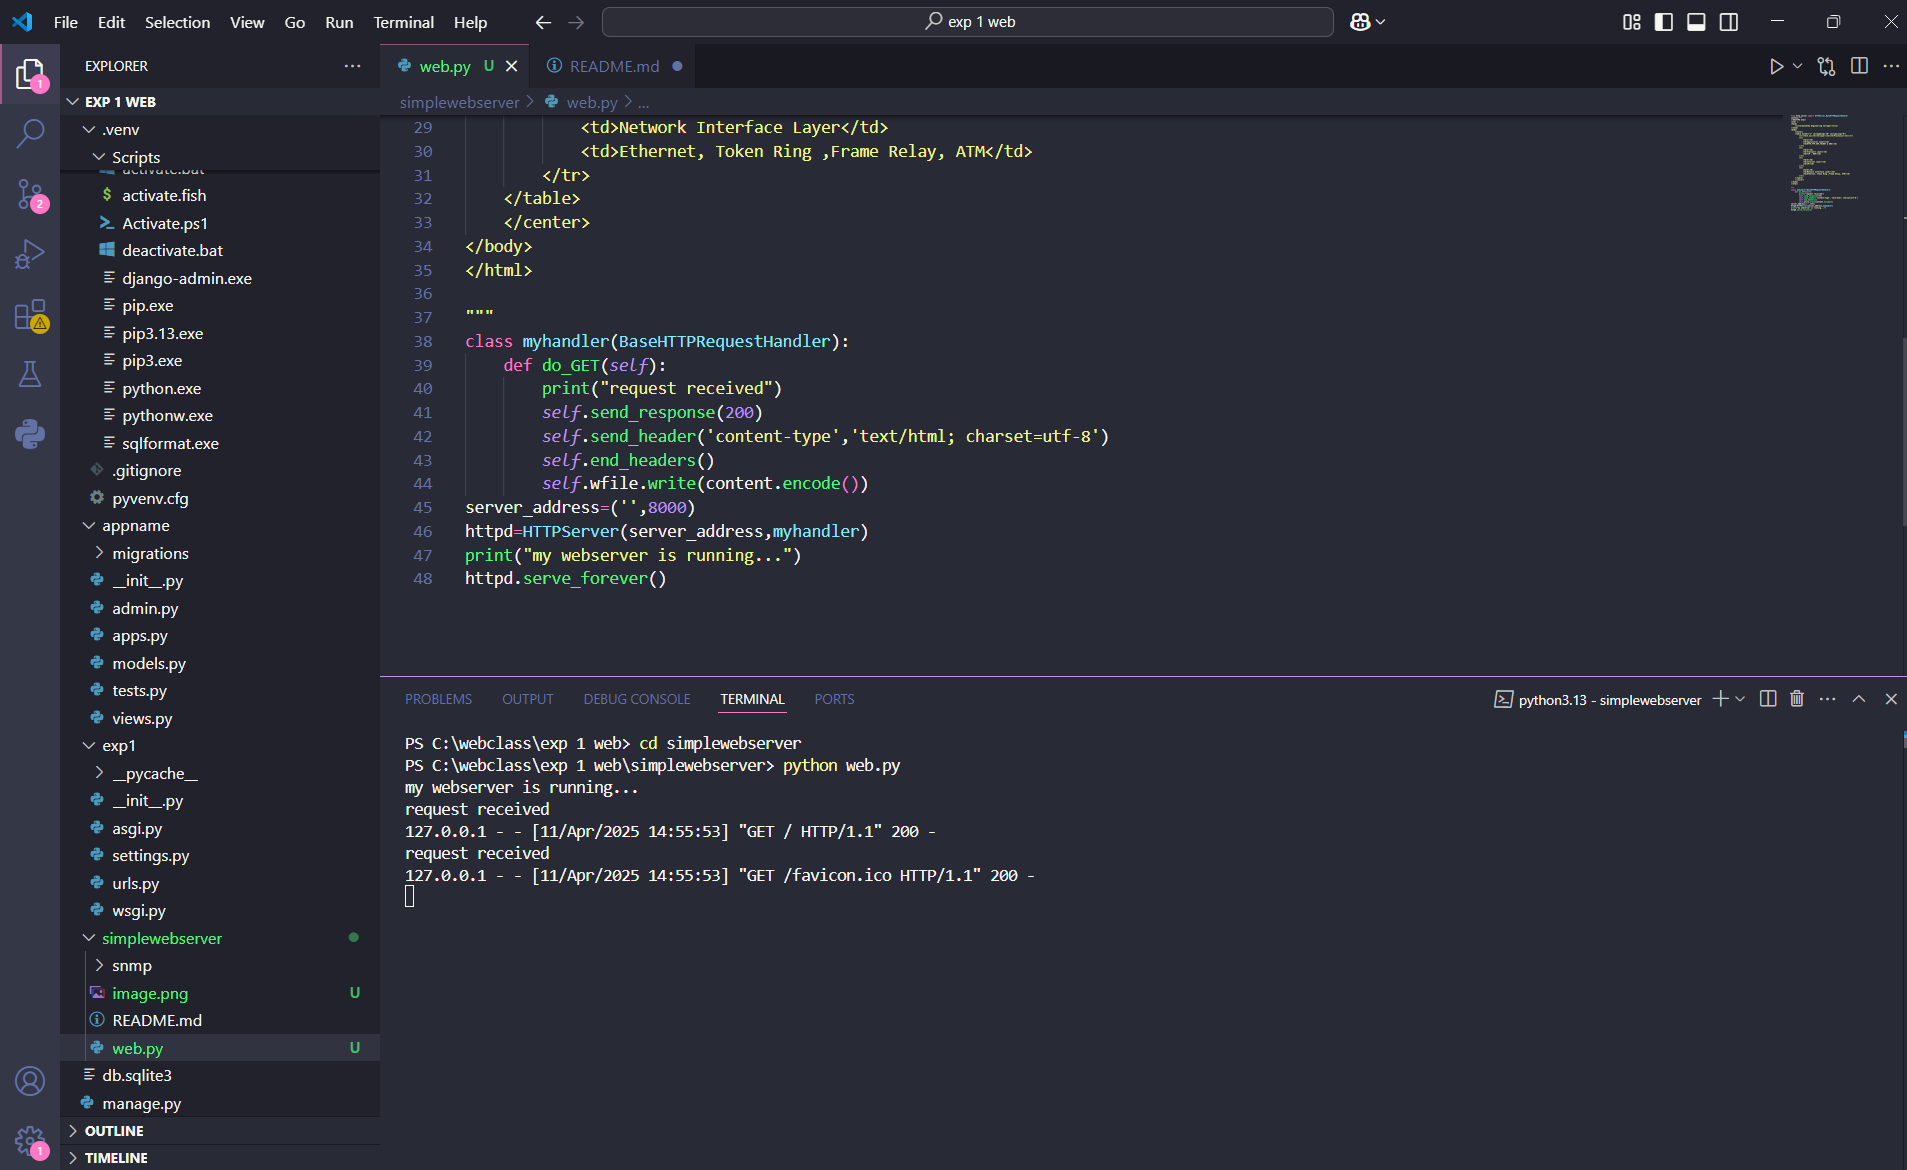 File Edit Selection View Go Run Terminal Help
exp 1 web
EXPLORER
EXP 1 WEB
.venv
Scripts
activate.bat
activate.fish
Activate.ps1
deactivate.bat
django-admin.exe
pip.exe
pip3.13.exe
pip3.exe
python.exe
pythonw.exe
sqlformat.exe
.gitignore
pyvenv.cfg
appname
migrations
__init__.py
admin.py
apps.py
models.py
tests.py
views.py
exp1
__pycache__
__init__.py
asgi.py
settings.py
urls.py
wsgi.py
simplewebserver
snmp
image.png U
README.md
web.py U
db.sqlite3
manage.py
OUTLINE
TIMELINE
1
2
1
web.py U README.md
simplewebserver > web.py > ...
29 <td>Network Interface Layer</td>
30 <td>Ethernet, Token Ring ,Frame Relay, ATM</td>
31 </tr>
32 </table>
33 </center>
34 </body>
35 </html>
36
37 """
38 class myhandler(BaseHTTPRequestHandler):
39 def do_GET(self):
40 print("request received")
41 self.send_response(200)
42 self.send_header('content-type','text/html; charset=utf-8')
43 self.end_headers()
44 self.wfile.write(content.encode())
45 server_address=('',8000)
46 httpd=HTTPServer(server_address,myhandler)
47 print("my webserver is running...")
48 httpd.serve_forever()
PROBLEMS OUTPUT DEBUG CONSOLE TERMINAL PORTS
python3.13 - simplewebserver
PS C:\webclass\exp 1 web> cd simplewebserver
PS C:\webclass\exp 1 web\simplewebserver> python web.py
my webserver is running...
request received
127.0.0.1 - - [11/Apr/2025 14:55:53] "GET / HTTP/1.1" 200 -
request received
127.0.0.1 - - [11/Apr/2025 14:55:53] "GET /favicon.ico HTTP/1.1" 200 -